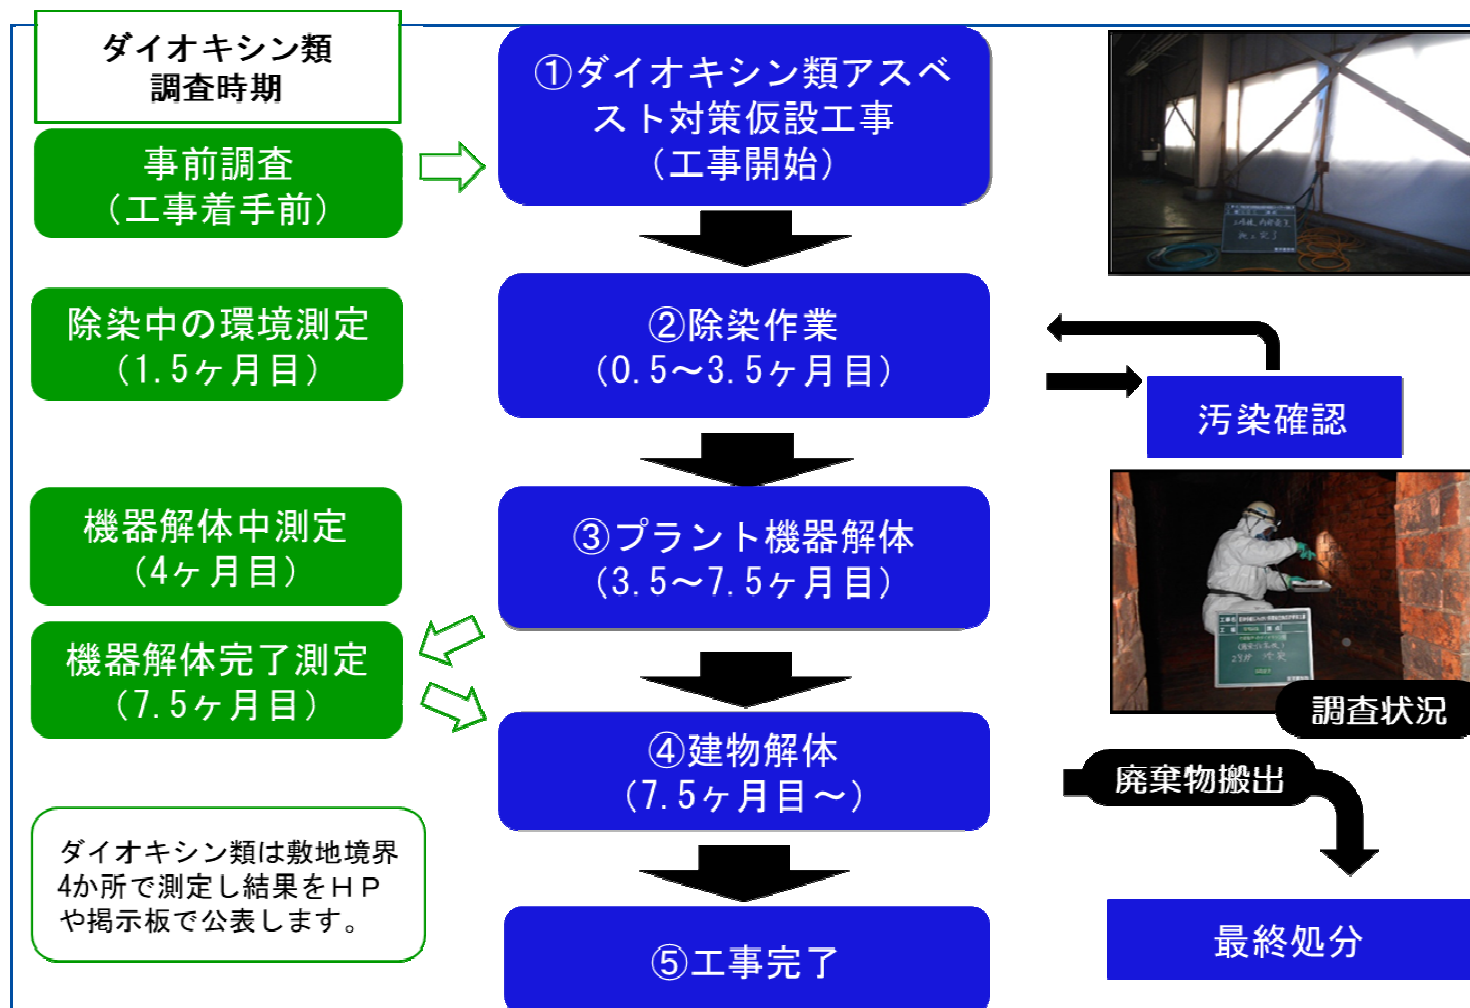 ダイオキシン類
調査時期
事前調査
(工事着手前)
①ダイオキシン類アスベ
スト対策仮設工事
(工事開始)
除染中の環境測定
(1.5ヶ月目)
②除染作業
(0.5～3.5ヶ月目)
汚染確認
機器解体中測定
(4ヶ月目)
③プラント機器解体
(3.5～7.5ヶ月目)
機器解体完了測定
(7.5ヶ月目)
調査状況
④建物解体
(7.5ヶ月目～)
廃棄物搬出
ダイオキシン類は敷地境界
4か所で測定し結果をＨＰ
や掲示板で公表します。
⑤工事完了
最終処分